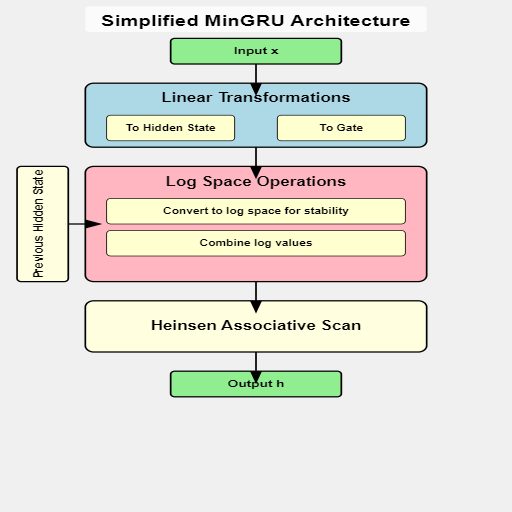 Simplified MinGRU Architecture
Input x
Linear Transformations
To Hidden State
To Gate
Previous Hidden State
Log Space Operations
Convert to log space for stability
Combine log values
Heinsen Associative Scan
Output h